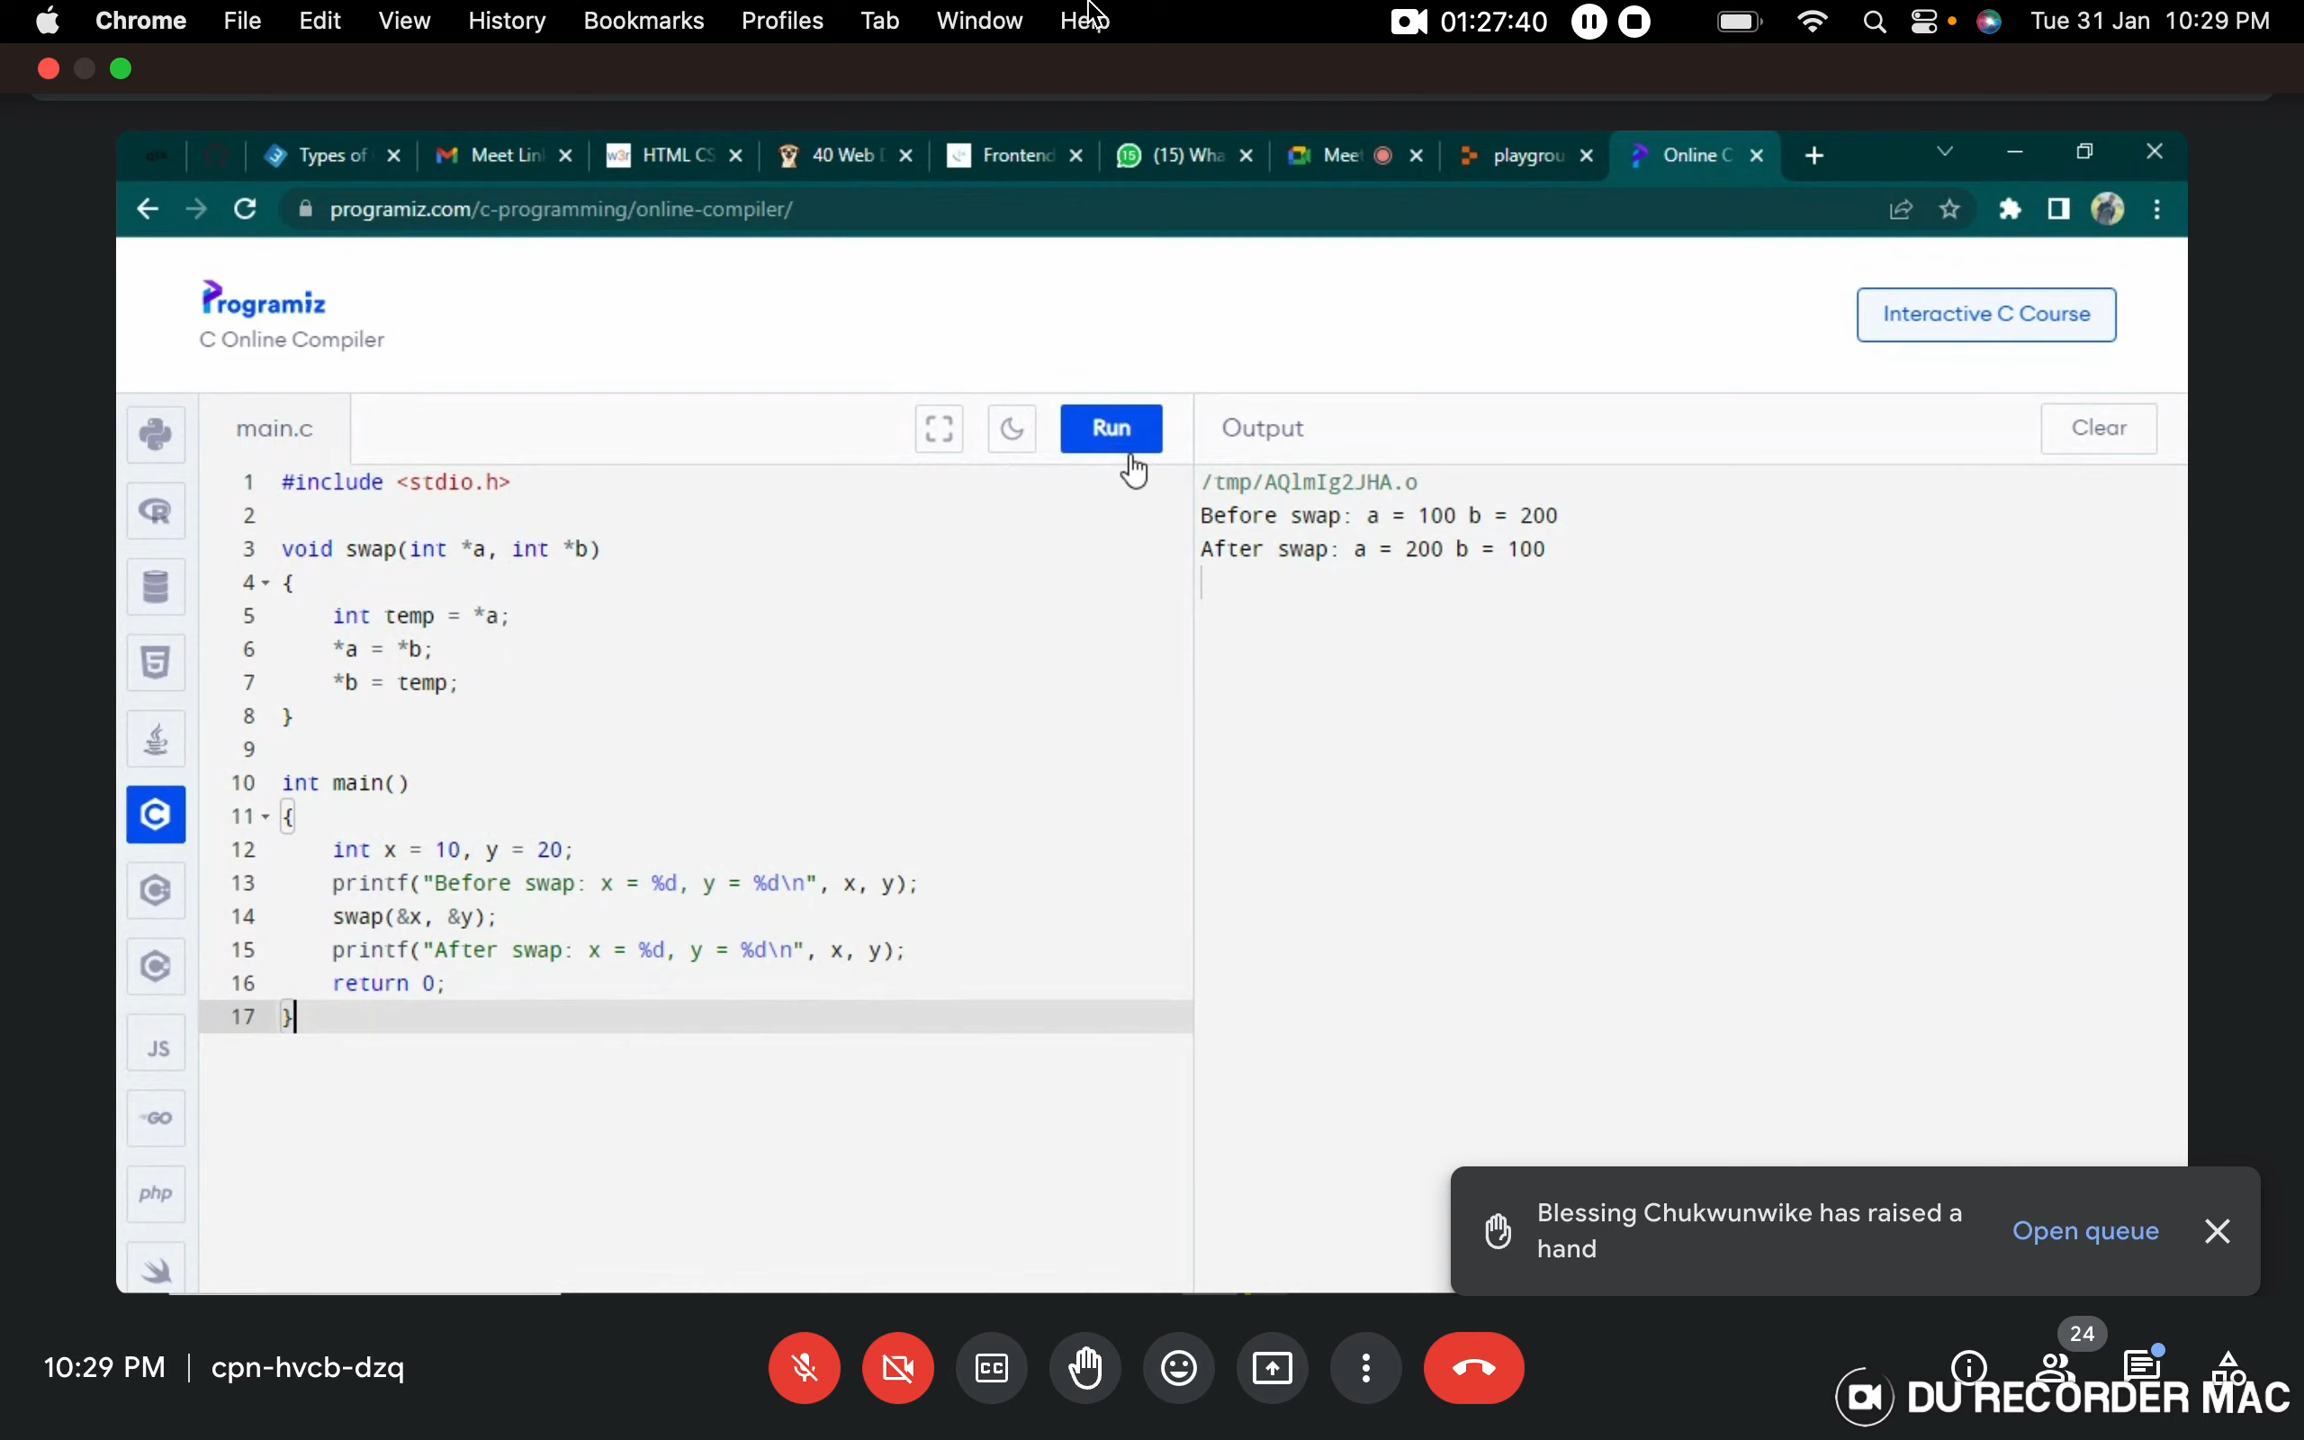 Chrome File Edit View History Bookmarks Profiles Tab Window Help 01:27:40 Tue 31 Jan 10:29 PM
Types of Meet Lin HTML CS 40 Web D Frontend 15 (15) Wha Meet playgrou Online C
programiz.com/c-programming/online-compiler/
Programiz
C Online Compiler
Interactive C Course
main.c
Run
Output
Clear
1 #include <stdio.h>
2
3 void swap(int *a, int *b)
4 {
5 int temp = *a;
6 *a = *b;
7 *b = temp;
8 }
9
10 int main()
11 {
12 int x = 10, y = 20;
13 printf("Before swap: x = %d, y = %d\n", x, y);
14 swap(&x, &y);
15 printf("After swap: x = %d, y = %d\n", x, y);
16 return 0;
17 }
/tmp/AQlmIg2JHA.o
Before swap: a = 100 b = 200
After swap: a = 200 b = 100
JS
GO
php
Blessing Chukwunwike has raised a
hand
Open queue
10:29 PM | cpn-hvcb-dzq
CC
24
DU RECORDER MAC